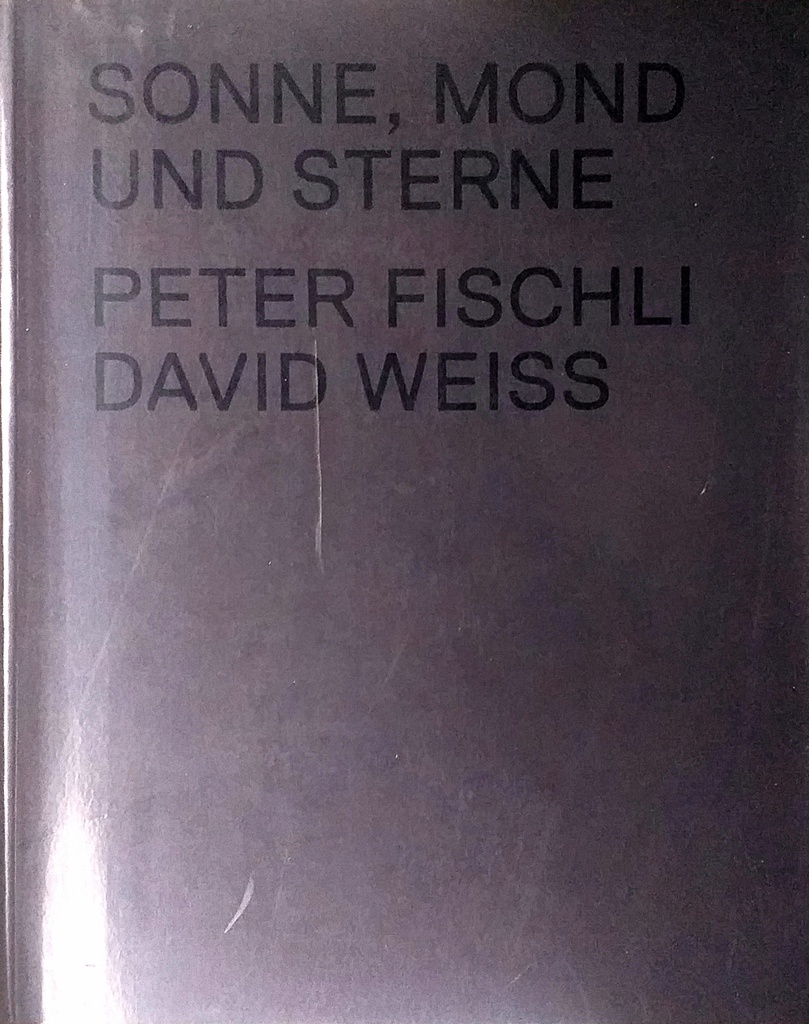 SONNE, MOND
UND STERNE
PETER FISCHLI
DAVID WEISS